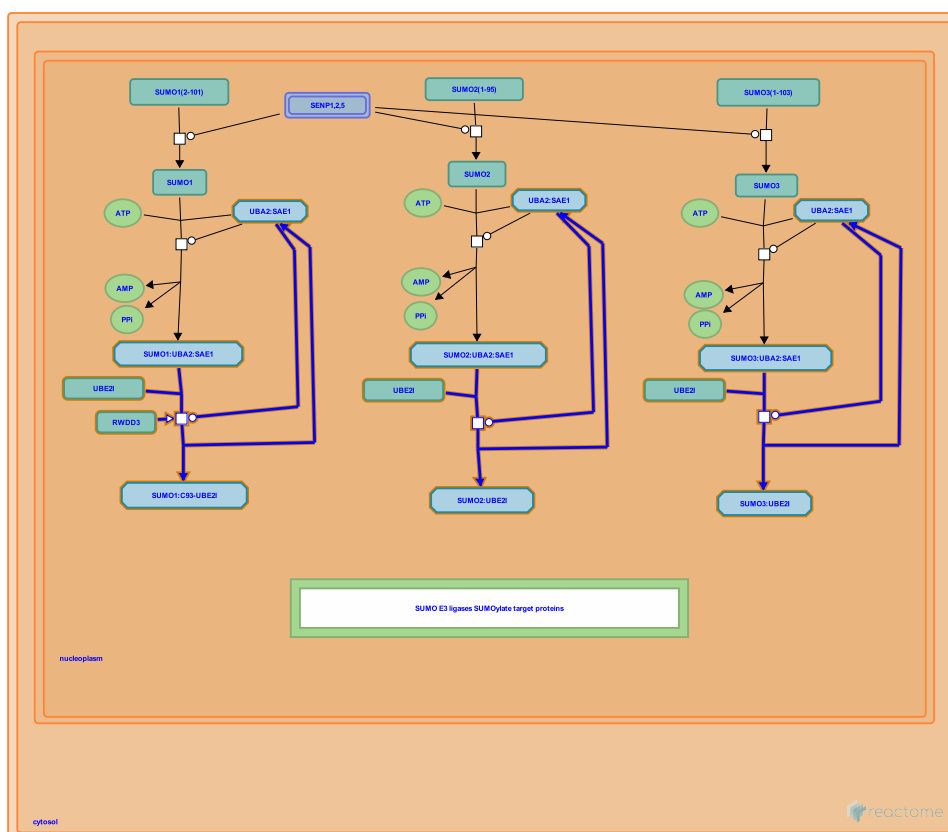 SUMO1(2-101)
SENP1,2,5
SUMO2(1-95)
SUMO3(1-103)
SUMO1
SUMO2
SUMO3
ATP
UBA2:SAE1
ATP
UBA2:SAE1
ATP
UBA2:SAE1
AMP
PPi
AMP
PPi
AMP
PPi
SUMO1:UBA2:SAE1
SUMO2:UBA2:SAE1
SUMO3:UBA2:SAE1
UBE2I
UBE2I
UBE2I
RWDD3
SUMO1:C93-UBE2I
SUMO2:UBE2I
SUMO3:UBE2I
SUMO E3 ligases SUMOylate target proteins
nucleoplasm
reactome
cytosol